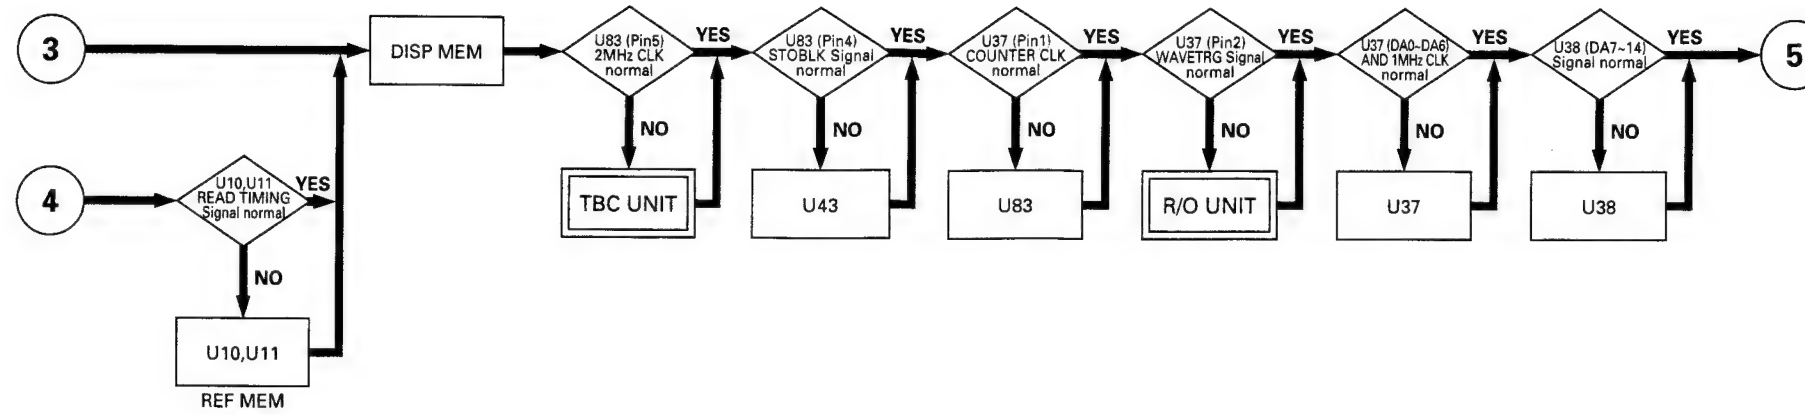 3
DISP MEM
U83 (Pin5)
2MHz CLK
normal
YES
NO
TBC UNIT
U83 (Pin4)
STOBLK Signal
normal
YES
NO
U43
U37 (Pin1)
COUNTER CLK
normal
YES
NO
U83
U37 (Pin2)
WAVETRG Signal
normal
YES
NO
R/O UNIT
U37 (DA0~DA6)
AND 1MHz CLK
normal
YES
NO
U37
U38 (DA7~14)
Signal normal
YES
NO
U38
5
4
U10,U11
READ TIMING
Signal normal
YES
NO
U10,U11
REF MEM